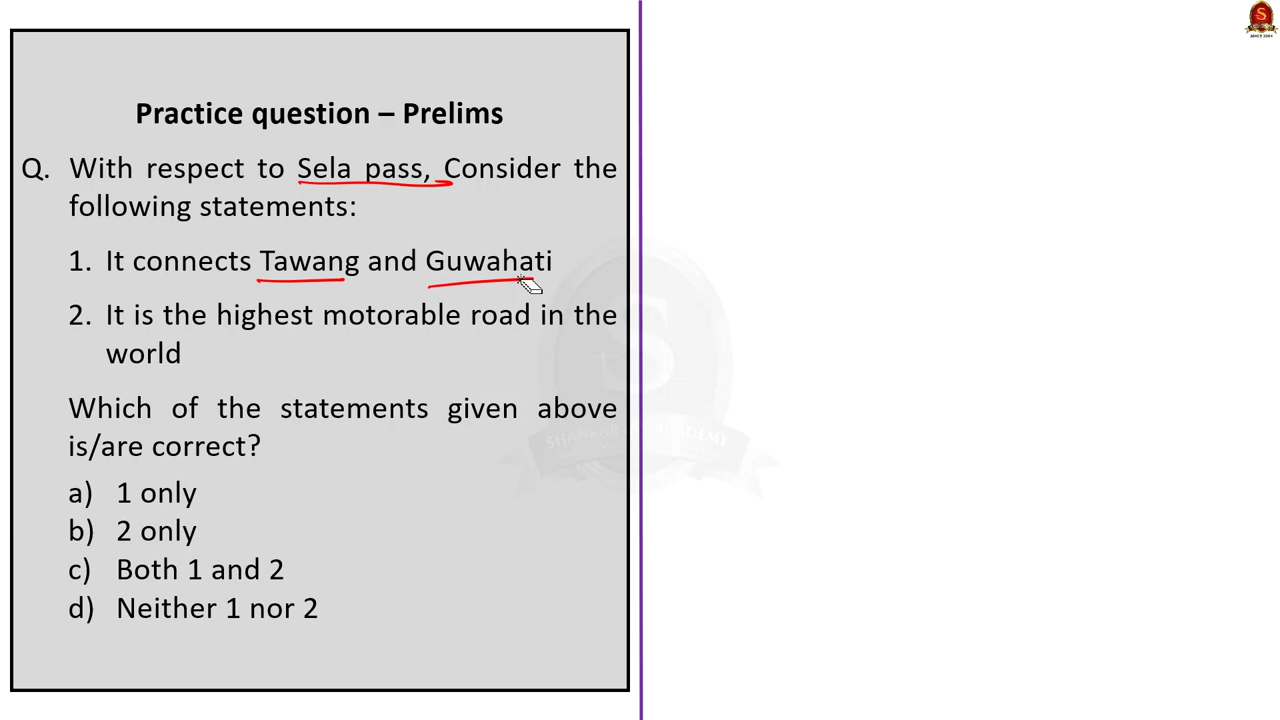 Practice question – Prelims
Q. With respect to Sela pass, Consider the
following statements:
1. It connects Tawang and Guwahati
2. It is the highest motorable road in the
world
Which of the statements given above
is/are correct?
a) 1 only
b) 2 only
c) Both 1 and 2
d) Neither 1 nor 2
S
SINCE 2004